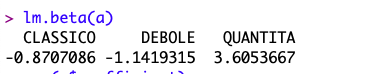 > lm.beta(a)
CLASSICO DEBOLE QUANTITA
-0.8707086 -1.1419315 3.6053667